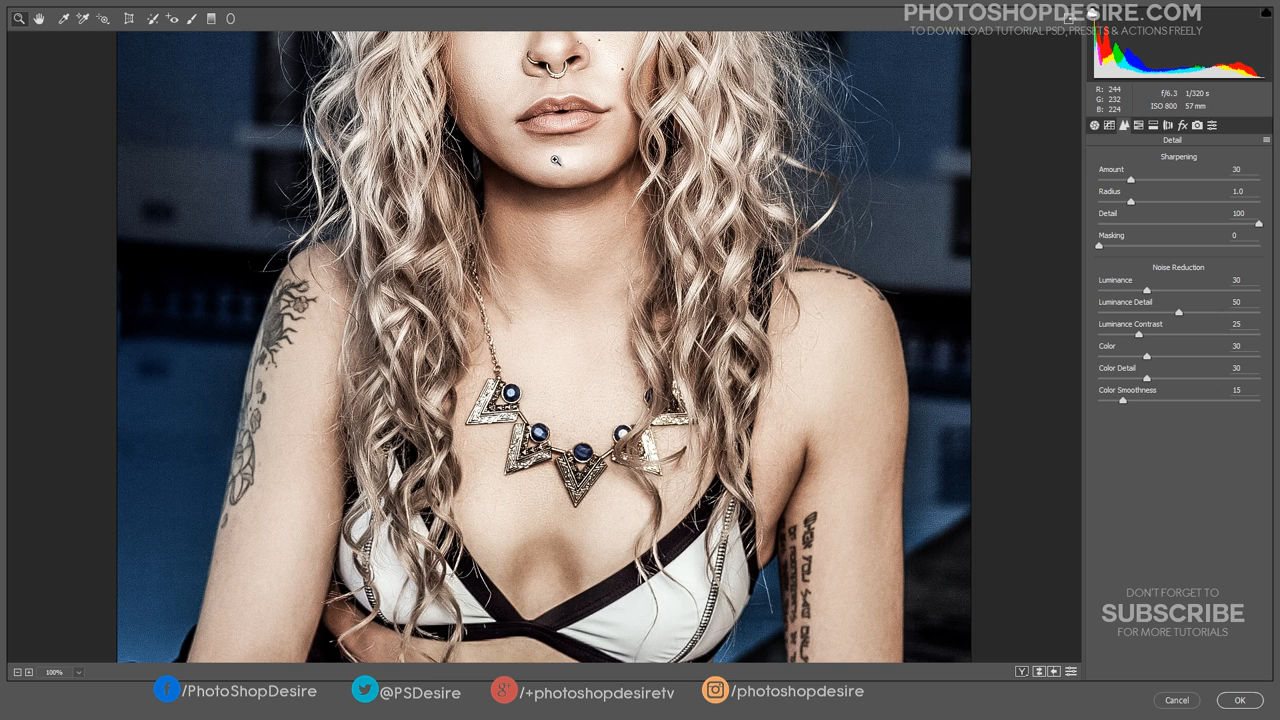 PHOTOSHOPDESIRE.COM
TO DOWNLOAD TUTORIAL PSD, PRESETS & ACTIONS FREELY
R: 244
G: 232
B: 224
f/6.3 1/320 s
ISO 800 57 mm
Detail
Sharpening
Amount 30
Radius 1.0
Detail 100
Masking 0
Noise Reduction
Luminance 30
Luminance Detail 50
Luminance Contrast 25
Color 30
Color Detail 30
Color Smoothness 15
DON'T FORGET TO
SUBSCRIBE
FOR MORE TUTORIALS
100%
Y
f /PhotoShopDesire
@PSDesire
g+ /+photoshopdesiretv
/photoshopdesire
Cancel OK